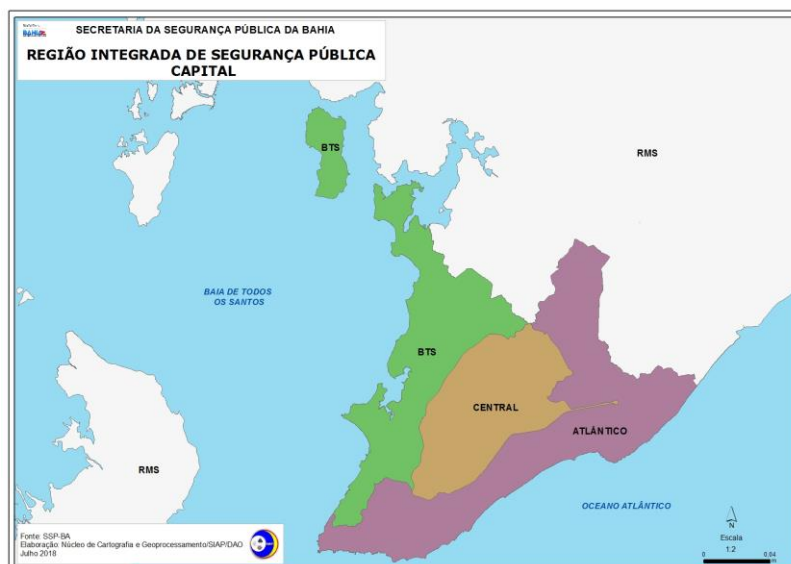 SECRETARIA DA SEGURANÇA PÚBLICA DA BAHIA
REGIÃO INTEGRADA DE SEGURANÇA PÚBLICA
CAPITAL
BTS
RMS
BAIA DE TODOS
OS SANTOS
BTS
CENTRAL
ATLÂNTICO
RMS
OCEANO ATLÂNTICO
Fonte: SSP-BA
Elaboração: Núcleo de Cartografia e Geoprocessamento/SIAP/DAO
Julho 2018
N
Escala
1:2
0
0,04